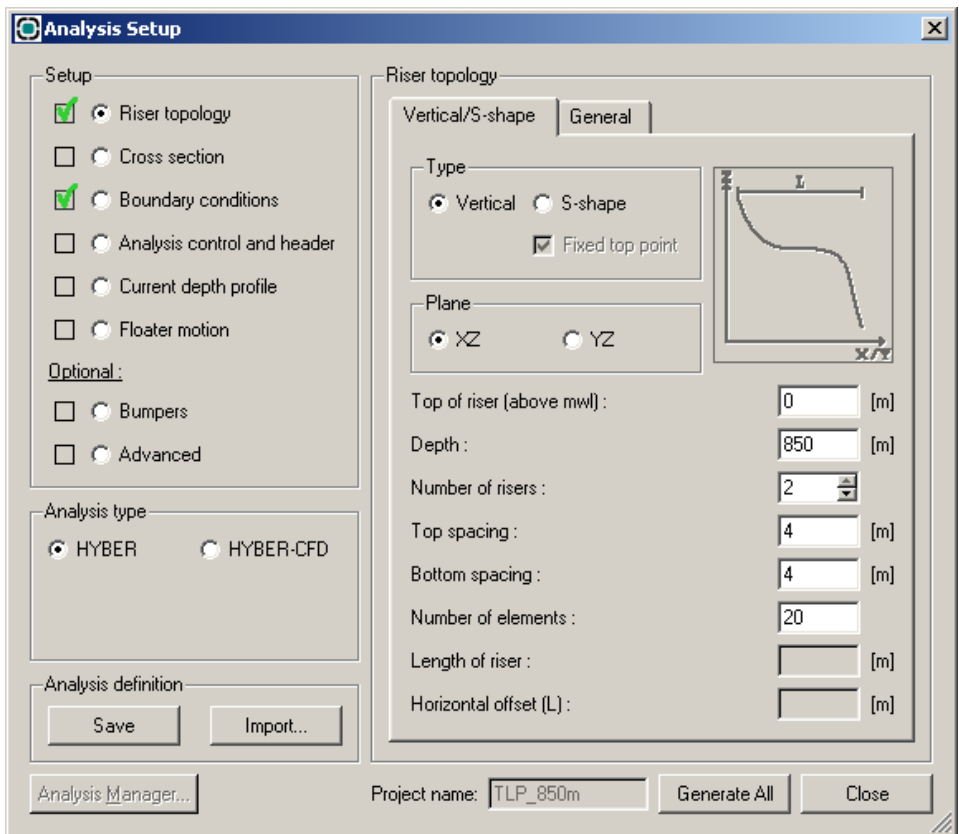 Analysis Setup
Setup
Riser topology
Cross section
Boundary conditions
Analysis control and header
Current depth profile
Floater motion
Optional :
Bumpers
Advanced
Analysis type
HYBER HYBER-CFD
Analysis definition
Save Import...
Analysis Manager...
Riser topology
Vertical/S-shape General
Type
Vertical S-shape
Fixed top point
Plane
XZ YZ
Z
L
X/Y
Top of riser (above mwl) : 0 [m]
Depth : 850 [m]
Number of risers : 2
Top spacing : 4 [m]
Bottom spacing : 4 [m]
Number of elements : 20
Length of riser : [m]
Horizontal offset (L) : [m]
Project name: TLP_850m Generate All Close